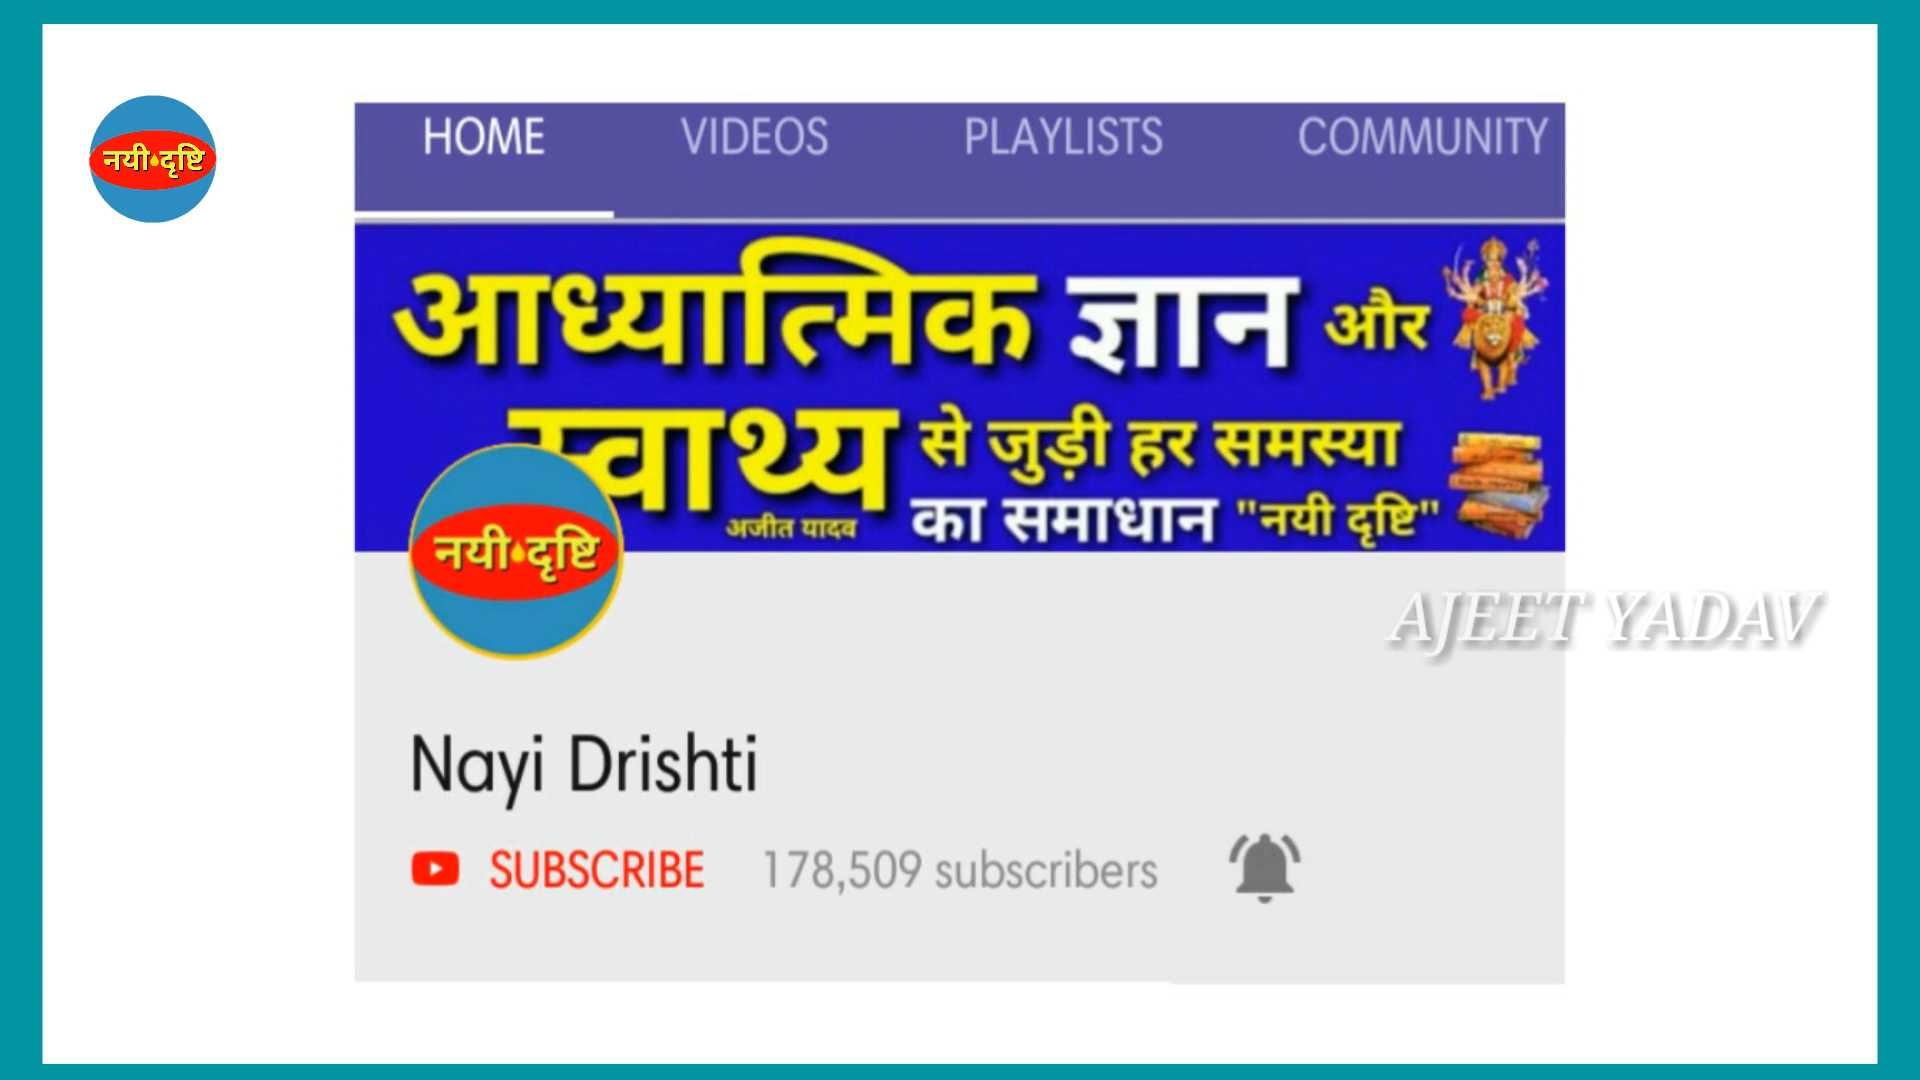 नयी दृष्टि
HOME VIDEOS PLAYLISTS COMMUNITY
आध्यात्मिक ज्ञान और
स्वाथ्य से जुड़ी हर समस्या
अजीत यादव का समाधान "नयी दृष्टि"
नयी दृष्टि
AJEET YADAV
Nayi Drishti
SUBSCRIBE 178,509 subscribers